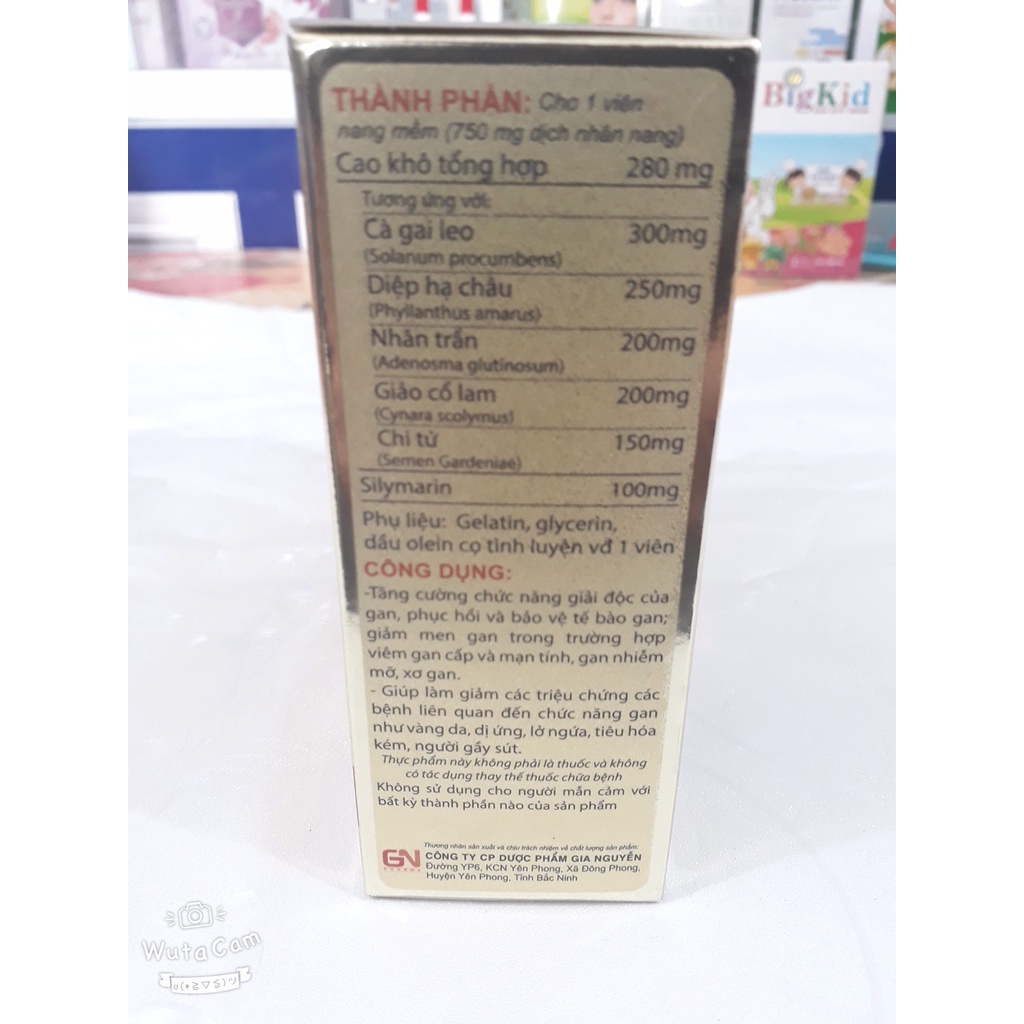 BigKid
THÀNH PHẦN: Cho 1 viên
nang mềm (750 mg dịch nhân nang)
Cao khô tổng hợp 280 mg
Tương ứng với:
Cà gai leo 300mg
(Solanum procumbens)
Diệp hạ châu 250mg
(Phyllanthus amarus)
Nhân trần 200mg
(Adenosma glutinosum)
Giảo cổ lam 200mg
(Cynara scolymus)
Chi tử 150mg
(Semen Gardeniae)
Silymarin 100mg
Phụ liệu: Gelatin, glycerin,
dầu olein cọ tinh luyện vđ 1 viên
CÔNG DỤNG:
-Tăng cường chức năng giải độc của
gan, phục hồi và bảo vệ tế bào gan;
giảm men gan trong trường hợp
viêm gan cấp và mạn tính, gan nhiễm
mỡ, xơ gan.
- Giúp làm giảm các triệu chứng các
bệnh liên quan đến chức năng gan
như vàng da, dị ứng, lở ngứa, tiêu hóa
kém, người gầy sút.
Thực phẩm này không phải là thuốc và không
có tác dụng thay thế thuốc chữa bệnh
Không sử dụng cho người mẫn cảm với
bất kỳ thành phần nào của sản phẩm
Thương nhân sản xuất và chịu trách nhiệm về chất lượng sản phẩm:
GN PHARMA
CÔNG TY CP DƯỢC PHẨM GIA NGUYỄN
Đường YP6, KCN Yên Phong, Xã Đông Phong,
Huyện Yên Phong, Tỉnh Bắc Ninh
WutaCam